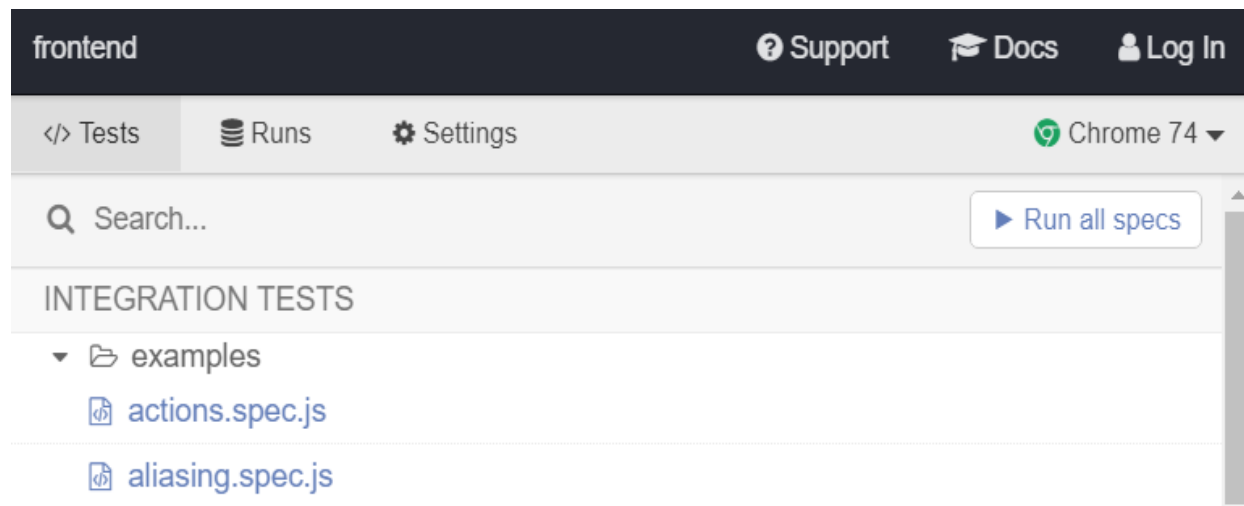 frontend Support Docs Log In
</> Tests Runs Settings Chrome 74
Search... Run all specs
INTEGRATION TESTS
examples
actions.spec.js
aliasing.spec.js